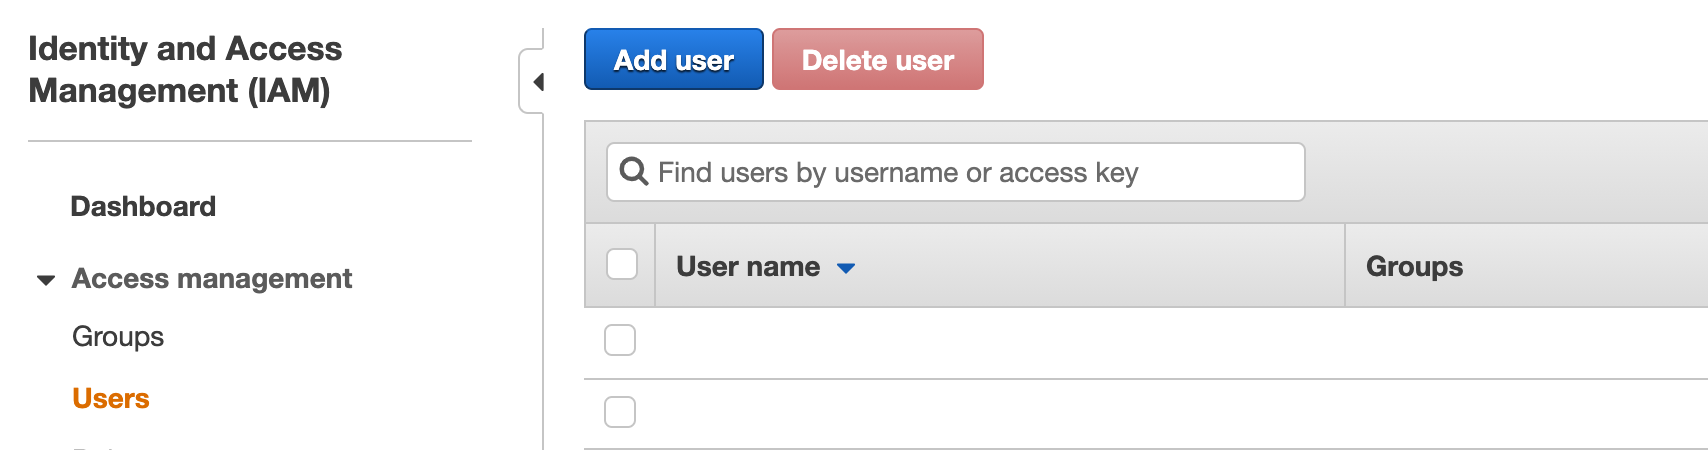 Identity and Access
Management (IAM)
Dashboard
Access management
Groups
Users
Add user
Delete user
Find users by username or access key
User name
Groups